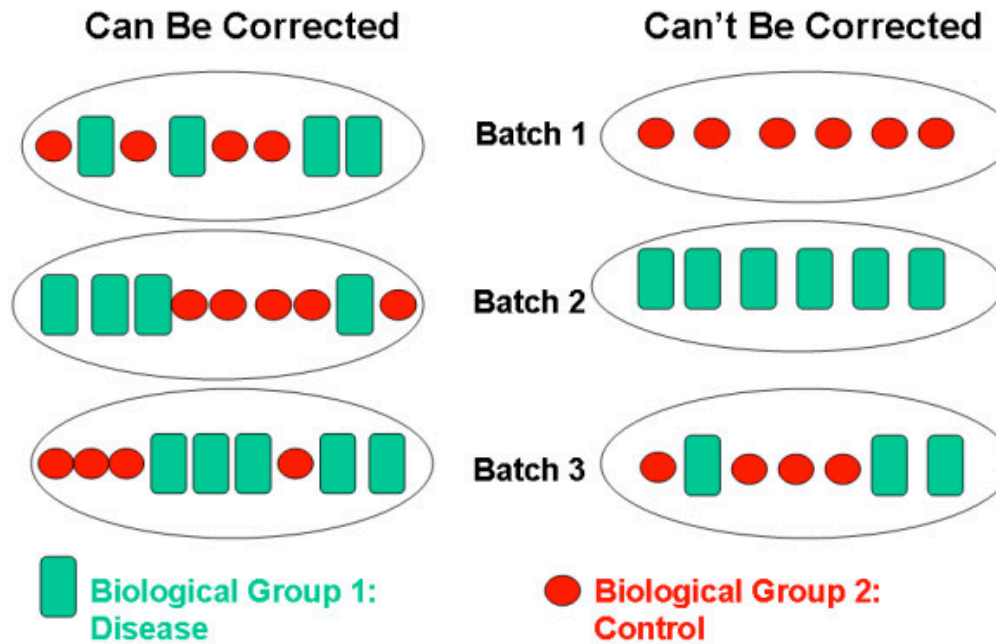 Can Be Corrected
Can't Be Corrected
Batch 1
Batch 2
Batch 3
Biological Group 1:
Disease
Biological Group 2:
Control